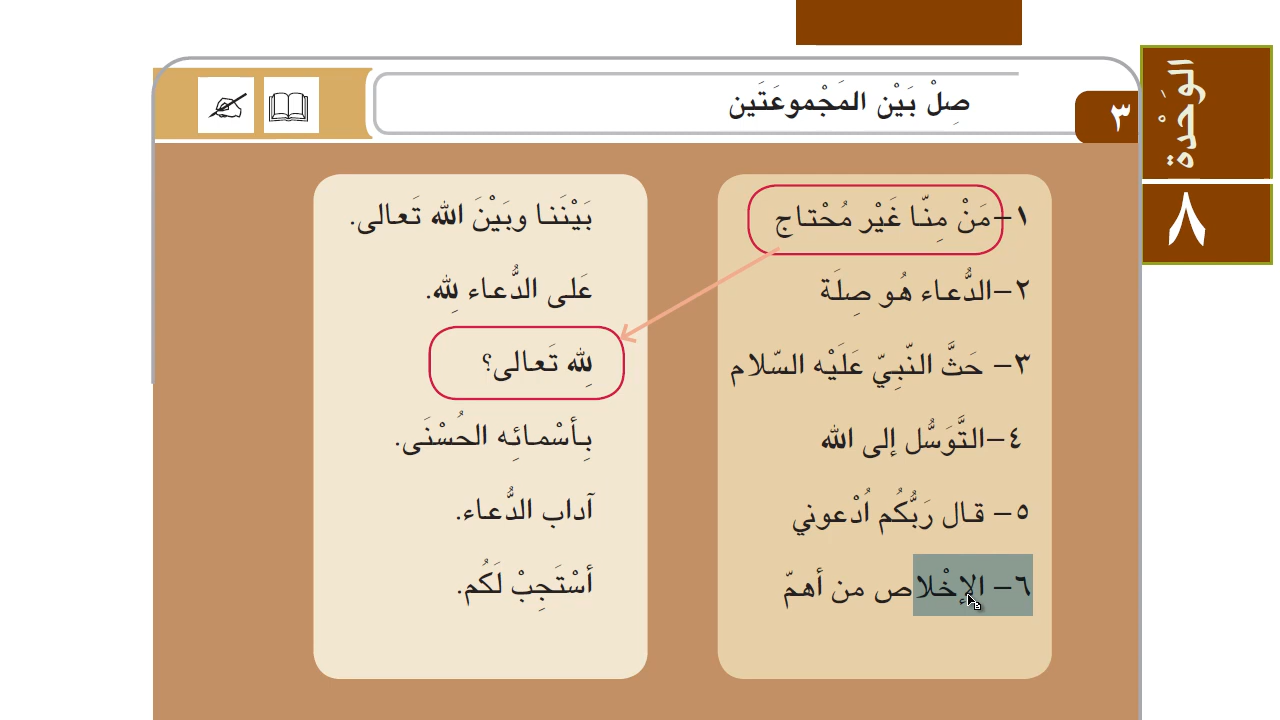 الوَحْدة
٨
٣
صِلْ بَيْن المَجْموعَتَين
١–مَنْ مِنّا غَيْر مُحْتاج
٢–الدُّعاء هُو صِلَة
٣– حَثَّ النّبِيّ عَلَيْه السّلام
٤–التَّوَسُّل إلى الله
٥– قال رَبُّكُم اُدْعوني
٦– الإخْلاص من أهمّ
بَيْنَنا وبَيْنَ الله تَعالى.
عَلى الدُّعاء لِله.
لِله تَعالى؟
بِأسْمائِه الحُسْنَى.
آداب الدُّعاء.
أسْتَجِبْ لَكُم.